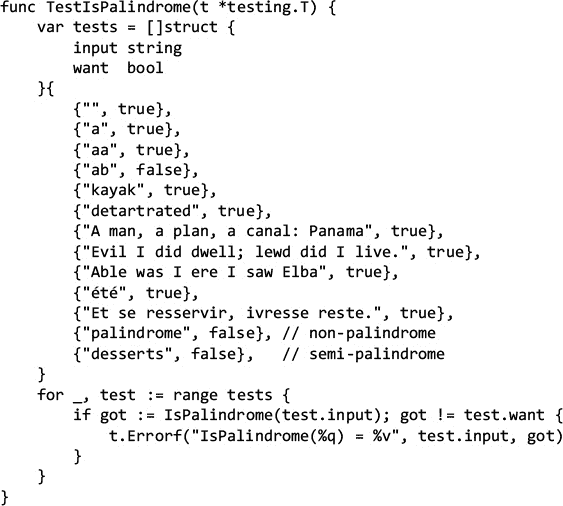 func TestIsPalindrome(t *testing.T) {
    var tests = []struct {
        input string
        want  bool
    }{
        {"", true},
        {"a", true},
        {"aa", true},
        {"ab", false},
        {"kayak", true},
        {"detartrated", true},
        {"A man, a plan, a canal: Panama", true},
        {"Evil I did dwell; lewd did I live.", true},
        {"Able was I ere I saw Elba", true},
        {"été", true},
        {"Et se resservir, ivresse reste.", true},
        {"palindrome", false}, // non-palindrome
        {"desserts", false},   // semi-palindrome
    }
    for _, test := range tests {
        if got := IsPalindrome(test.input); got != test.want {
            t.Errorf("IsPalindrome(%q) = %v", test.input, got)
        }
    }
}